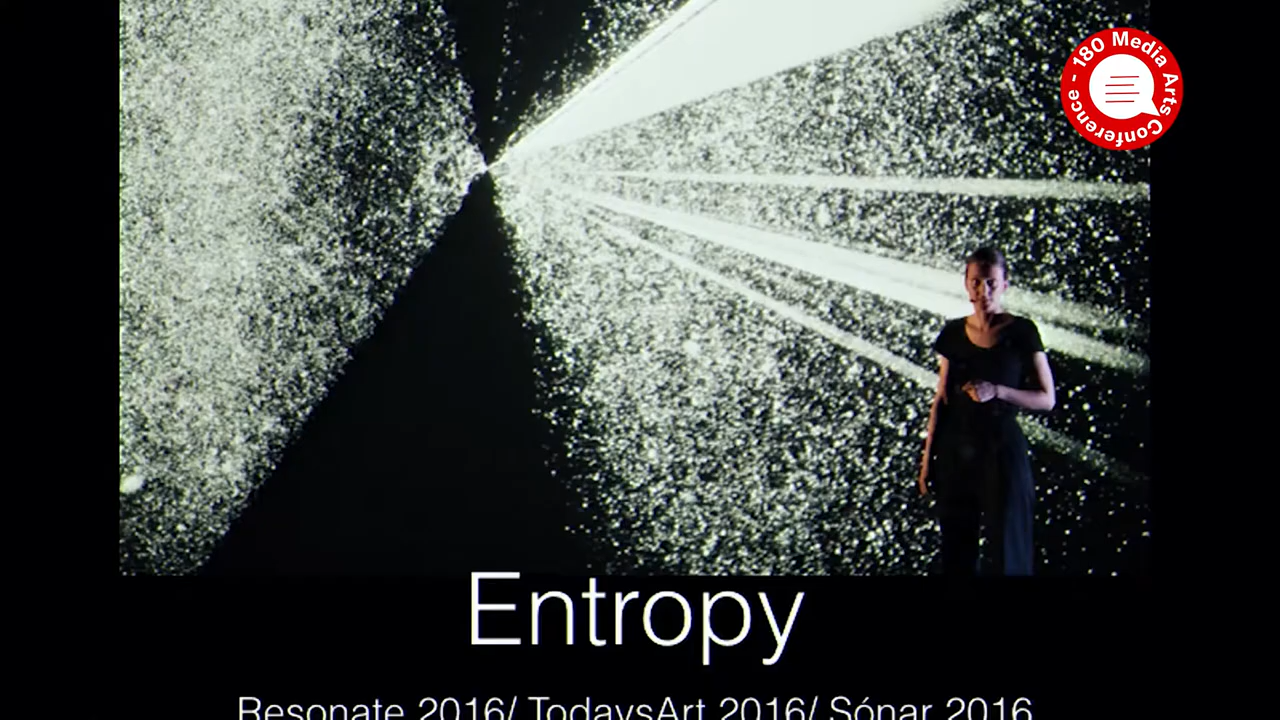 180 Media Arts Conference -
Entropy
Resonate 2016/ TodaysArt 2016/ Sónar 2016